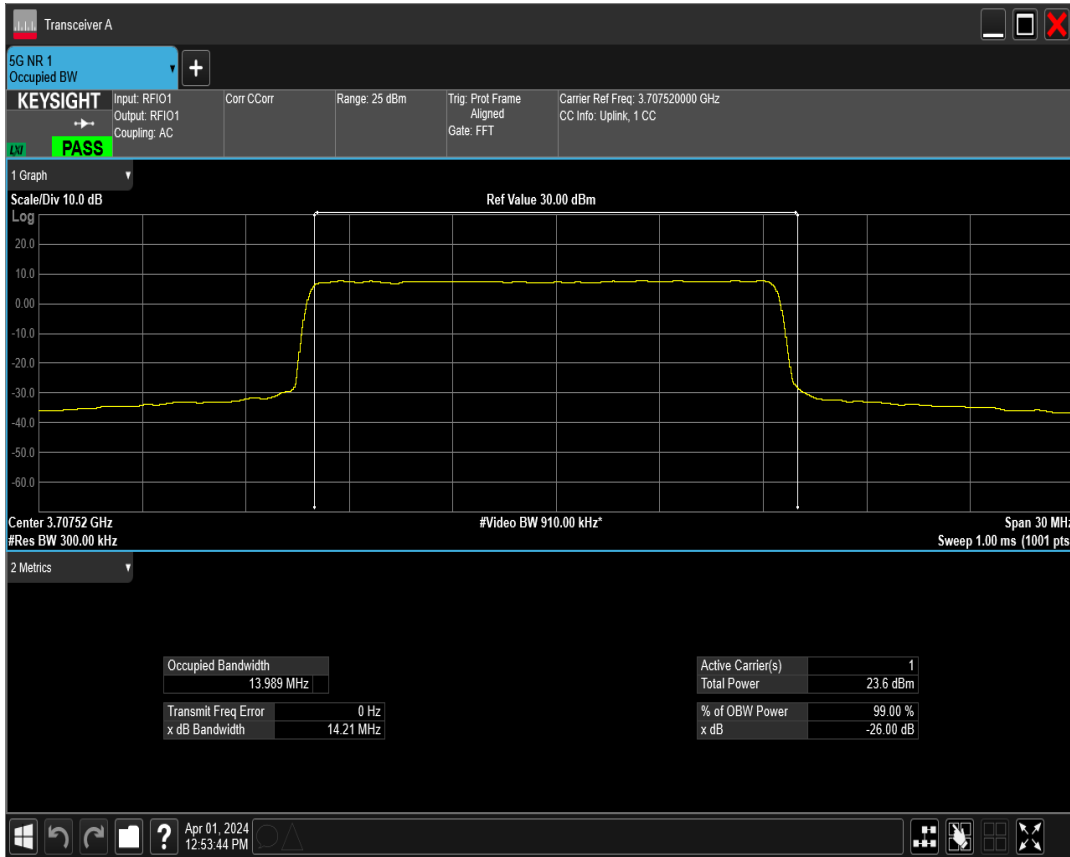 Transceiver A
5G NR 1
Occupied BW
+
KEYSIGHT
LXI
PASS
Input: RFIO1
Output: RFIO1
Coupling: AC
Corr CCorr
Range: 25 dBm
Trig: Prot Frame
Aligned
Gate: FFT
Carrier Ref Freq: 3.707520000 GHz
CC Info: Uplink, 1 CC
1 Graph
Scale/Div 10.0 dB
Ref Value 30.00 dBm
Log
20.0
10.0
0.00
-10.0
-20.0
-30.0
-40.0
-50.0
-60.0
Center 3.70752 GHz
#Video BW 910.00 kHz*
Span 30 MHz
#Res BW 300.00 kHz
Sweep 1.00 ms (1001 pts
2 Metrics
Occupied Bandwidth
13.989 MHz
Transmit Freq Error 0 Hz
x dB Bandwidth 14.21 MHz
Active Carrier(s) 1
Total Power 23.6 dBm
% of OBW Power 99.00 %
x dB -26.00 dB
?
Apr 01, 2024
12:53:44 PM